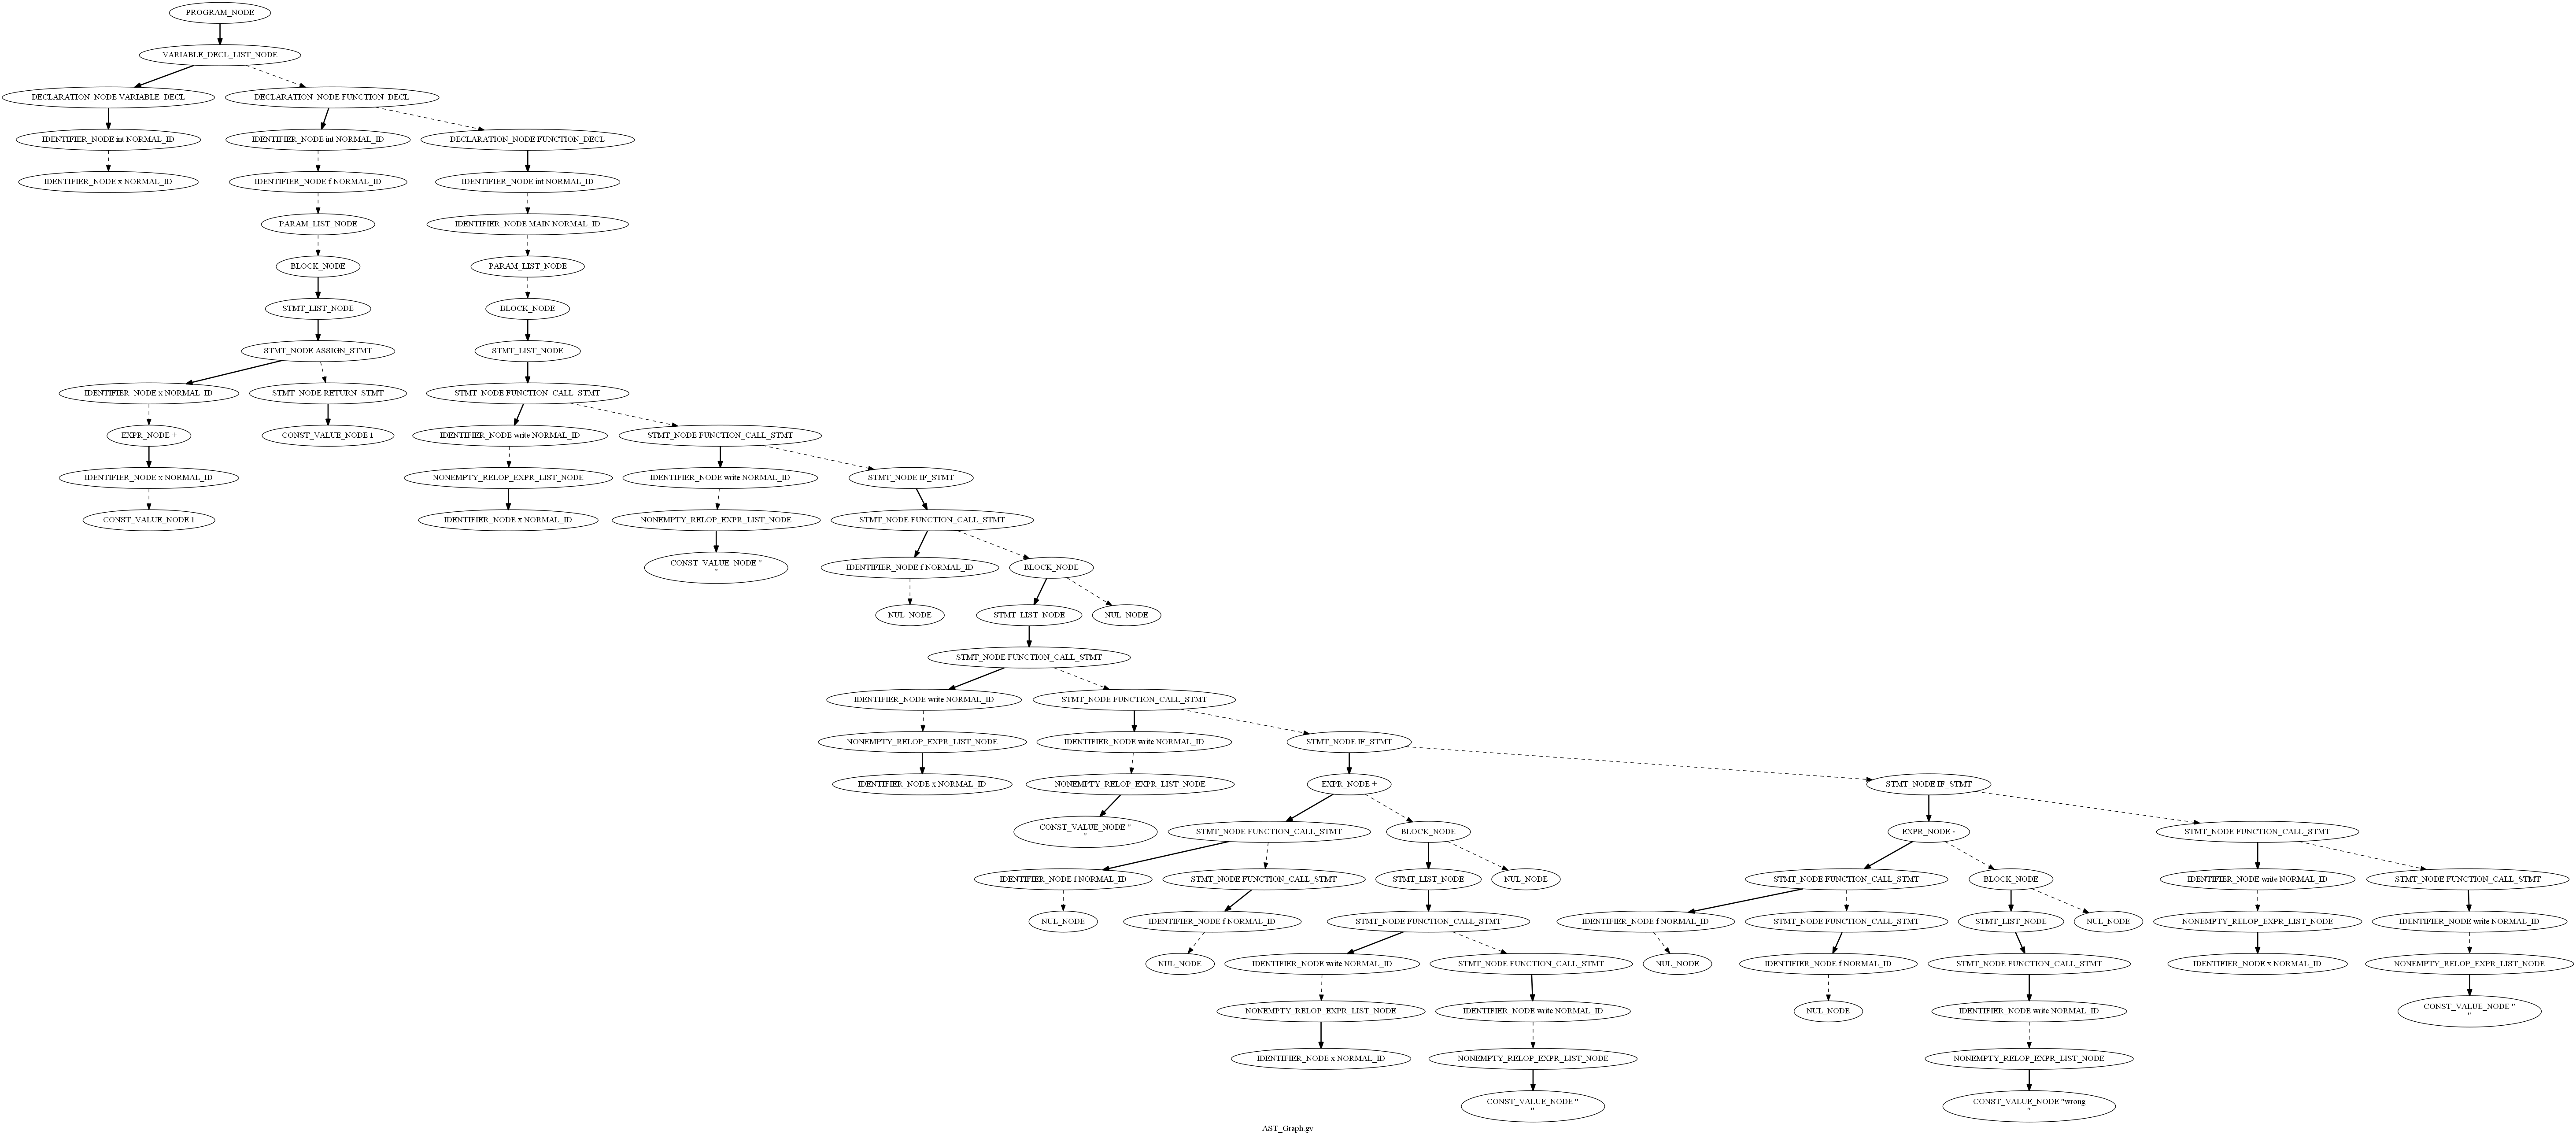 PROGRAM_NODE
VARIABLE_DECL_LIST_NODE
DECLARATION_NODE VARIABLE_DECL
DECLARATION_NODE FUNCTION_DECL
IDENTIFIER_NODE int NORMAL_ID
IDENTIFIER_NODE int NORMAL_ID
DECLARATION_NODE FUNCTION_DECL
IDENTIFIER_NODE x NORMAL_ID
IDENTIFIER_NODE f NORMAL_ID
IDENTIFIER_NODE int NORMAL_ID
PARAM_LIST_NODE
IDENTIFIER_NODE MAIN NORMAL_ID
BLOCK_NODE
PARAM_LIST_NODE
STMT_LIST_NODE
BLOCK_NODE
STMT_NODE ASSIGN_STMT
STMT_LIST_NODE
IDENTIFIER_NODE x NORMAL_ID
STMT_NODE RETURN_STMT
STMT_NODE FUNCTION_CALL_STMT
EXPR_NODE +
CONST_VALUE_NODE 1
IDENTIFIER_NODE write NORMAL_ID
STMT_NODE FUNCTION_CALL_STMT
IDENTIFIER_NODE x NORMAL_ID
NONEMPTY_RELOP_EXPR_LIST_NODE
IDENTIFIER_NODE write NORMAL_ID
STMT_NODE IF_STMT
CONST_VALUE_NODE 1
IDENTIFIER_NODE x NORMAL_ID
NONEMPTY_RELOP_EXPR_LIST_NODE
STMT_NODE FUNCTION_CALL_STMT
CONST_VALUE_NODE "
"
IDENTIFIER_NODE f NORMAL_ID
BLOCK_NODE
NUL_NODE
STMT_LIST_NODE
NUL_NODE
STMT_NODE FUNCTION_CALL_STMT
IDENTIFIER_NODE write NORMAL_ID
STMT_NODE FUNCTION_CALL_STMT
NONEMPTY_RELOP_EXPR_LIST_NODE
IDENTIFIER_NODE write NORMAL_ID
STMT_NODE IF_STMT
IDENTIFIER_NODE x NORMAL_ID
NONEMPTY_RELOP_EXPR_LIST_NODE
EXPR_NODE +
STMT_NODE IF_STMT
CONST_VALUE_NODE "
"
STMT_NODE FUNCTION_CALL_STMT
BLOCK_NODE
EXPR_NODE -
STMT_NODE FUNCTION_CALL_STMT
IDENTIFIER_NODE f NORMAL_ID
STMT_NODE FUNCTION_CALL_STMT
STMT_LIST_NODE
NUL_NODE
STMT_NODE FUNCTION_CALL_STMT
BLOCK_NODE
IDENTIFIER_NODE write NORMAL_ID
STMT_NODE FUNCTION_CALL_STMT
NUL_NODE
IDENTIFIER_NODE f NORMAL_ID
STMT_NODE FUNCTION_CALL_STMT
IDENTIFIER_NODE f NORMAL_ID
STMT_NODE FUNCTION_CALL_STMT
STMT_LIST_NODE
NUL_NODE
NONEMPTY_RELOP_EXPR_LIST_NODE
IDENTIFIER_NODE write NORMAL_ID
NUL_NODE
IDENTIFIER_NODE write NORMAL_ID
STMT_NODE FUNCTION_CALL_STMT
NUL_NODE
IDENTIFIER_NODE f NORMAL_ID
STMT_NODE FUNCTION_CALL_STMT
IDENTIFIER_NODE x NORMAL_ID
NONEMPTY_RELOP_EXPR_LIST_NODE
NONEMPTY_RELOP_EXPR_LIST_NODE
IDENTIFIER_NODE write NORMAL_ID
NUL_NODE
IDENTIFIER_NODE write NORMAL_ID
CONST_VALUE_NODE "
"
IDENTIFIER_NODE x NORMAL_ID
NONEMPTY_RELOP_EXPR_LIST_NODE
NONEMPTY_RELOP_EXPR_LIST_NODE
CONST_VALUE_NODE "
"
CONST_VALUE_NODE "wrong
"
AST_Graph.gv